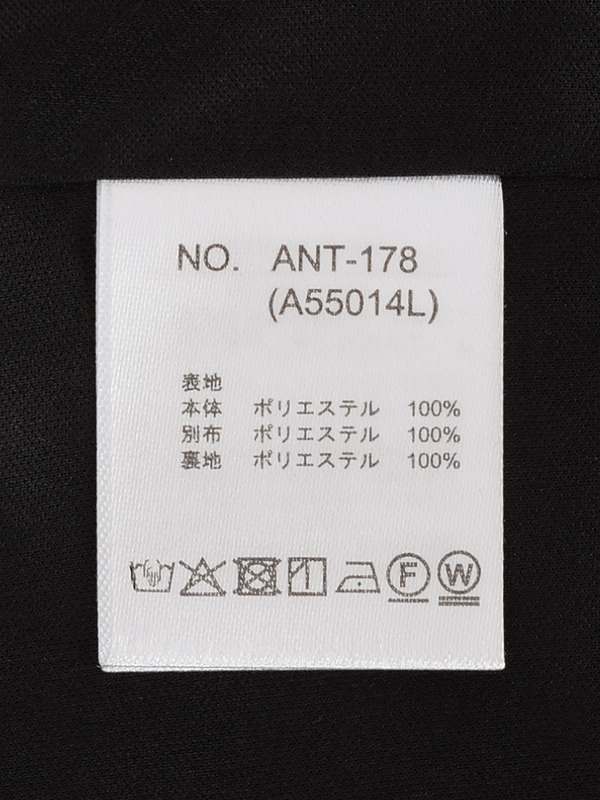 NO. ANT-178
(A55014L)
表地
本体 ポリエステル 100%
別布 ポリエステル 100%
裏地 ポリエステル 100%
F W